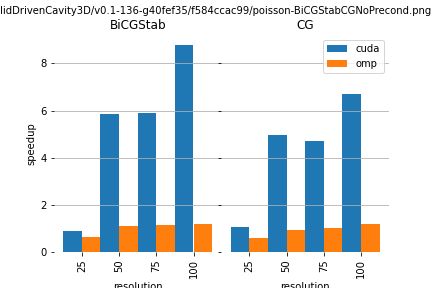 lidDrivenCavity3D/v0.1-136-g40fef35/f584ccac99/poisson-BiCGStabCGNoPrecond.png
BiCGStab
CG
cuda
omp
8
6
4
2
0
speedup
25
50
75
100
25
50
75
100
resolution
resolution